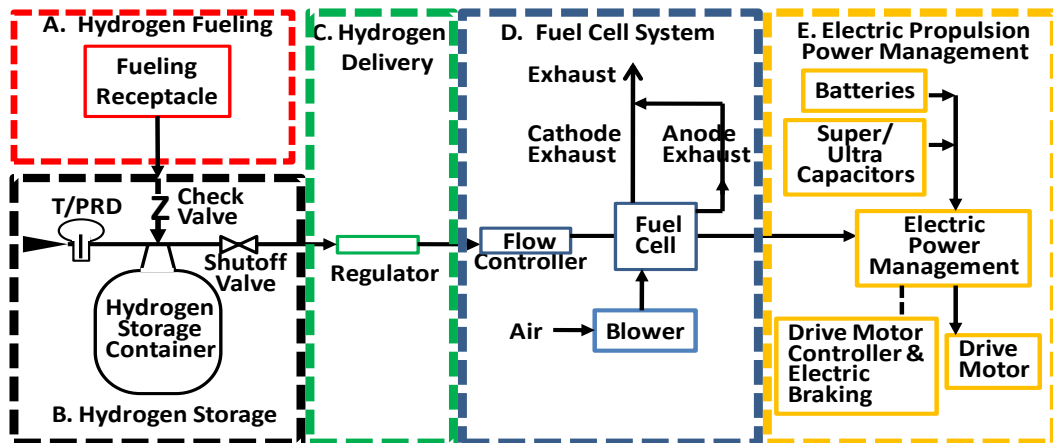 A. Hydrogen Fueling
Fueling
Receptacle
T/PRD
Check
Valve
Shutoff
Valve
Hydrogen
Storage
Container
B. Hydrogen Storage
C. Hydrogen
Delivery
Regulator
D. Fuel Cell System
Exhaust
Cathode
Exhaust
Anode
Exhaust
Flow
Controller
Fuel
Cell
Air
Blower
E. Electric Propulsion
Power Management
Batteries
Super/
Ultra
Capacitors
Electric
Power
Management
Drive Motor
Controller &
Electric
Braking
Drive
Motor